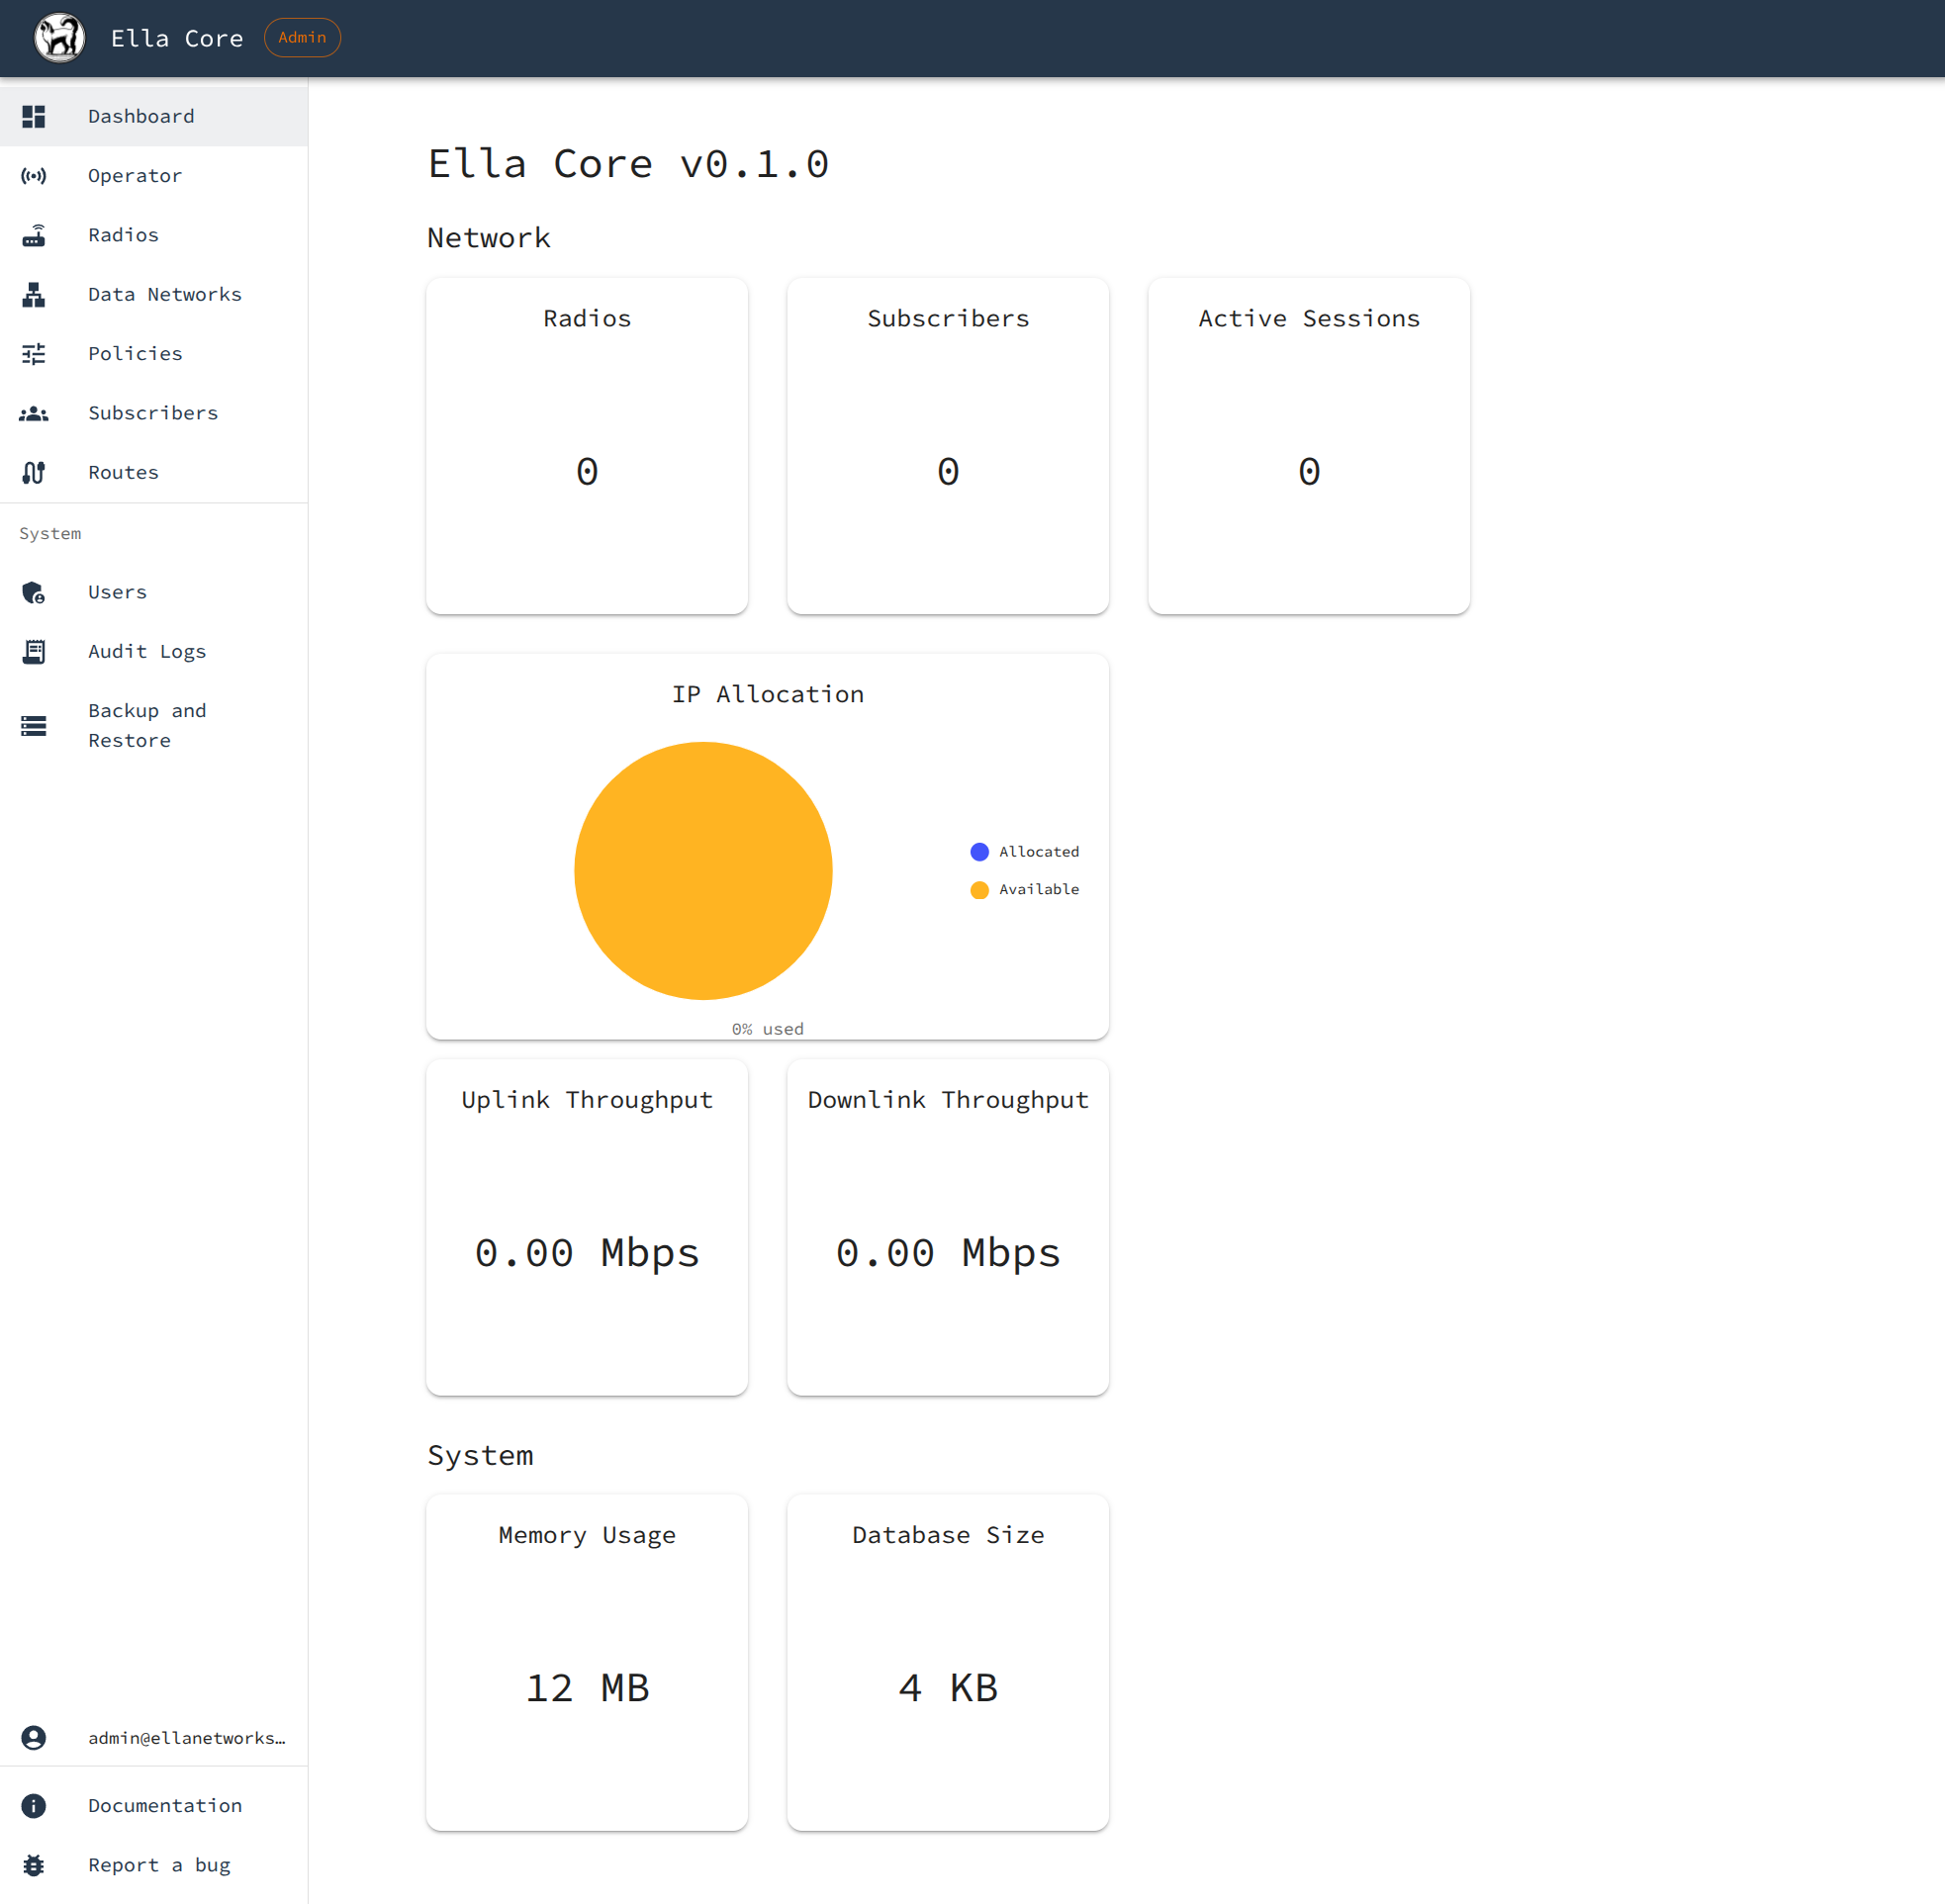 Ella Core
Admin
Dashboard
Operator
Radios
Data Networks
Policies
Subscribers
Routes
System
Users
Audit Logs
Backup and
Restore
admin@ellanetworks…
Documentation
Report a bug
Ella Core v0.1.0
Network
Radios
0
Subscribers
0
Active Sessions
0
IP Allocation
Allocated
Available
0% used
Uplink Throughput
0.00 Mbps
Downlink Throughput
0.00 Mbps
System
Memory Usage
12 MB
Database Size
4 KB